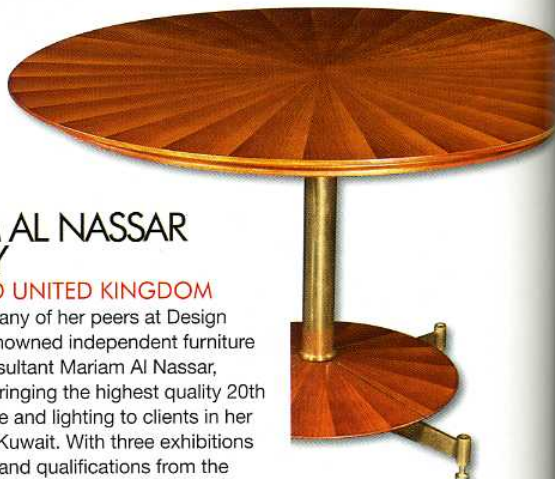 AL NASSAR
UNITED KINGDOM
any of her peers at Design
nowned independent furniture
sultant Mariam Al Nassar,
ringing the highest quality 20th
e and lighting to clients in her
Kuwait. With three exhibitions
and qualifications from the